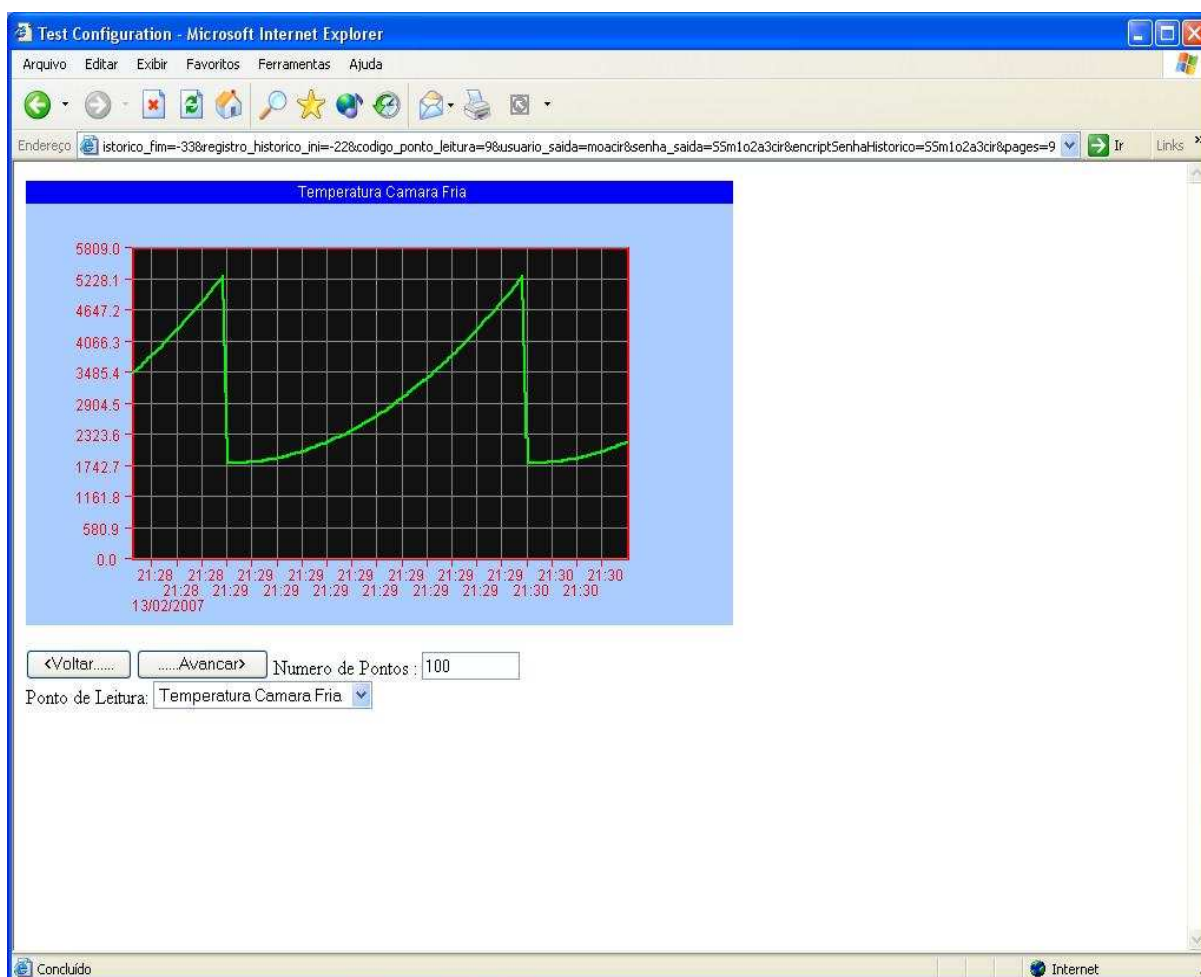 Test Configuration - Microsoft Internet Explorer
Arquivo Editar Exibir Favoritos Ferramentas Ajuda
Endereço istorico_fim=-33&registro_historico_ini=-22&codigo_ponto_leitura=9&usuario_saida=moacir&senha_saida=55m1o2a3cir&encriptSenhaHistorico=55m1o2a3cir&pages=9 Ir Links »
Temperatura Camara Fria
5809.0
5228.1
4647.2
4066.3
3485.4
2904.5
2323.6
1742.7
1161.8
580.9
0.0
21:28 21:28 21:29 21:29 21:29 21:29 21:29 21:29 21:30 21:30
21:28 21:29 21:29 21:29 21:29 21:29 21:29 21:30 21:30
13/02/2007
<Voltar...... ......Avancar> Numero de Pontos : 100
Ponto de Leitura: Temperatura Camara Fria
Concluído Internet